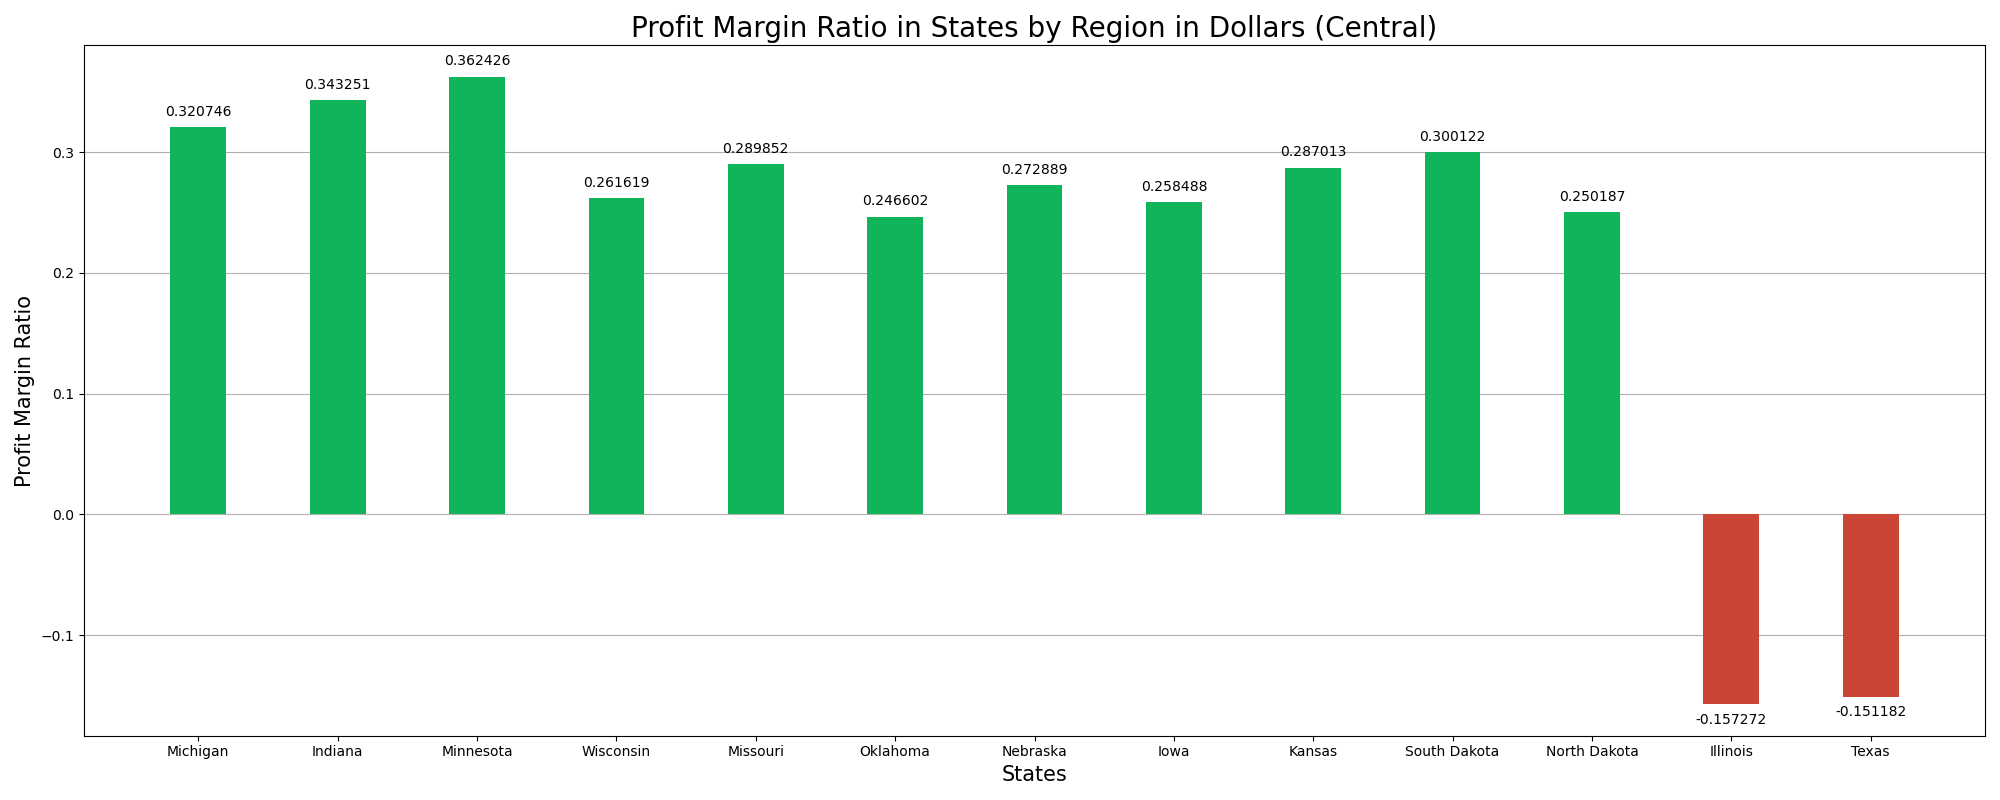 Profit Margin Ratio in States by Region in Dollars (Central)
0.320746
0.343251
0.362426
0.261619
0.289852
0.246602
0.272889
0.258488
0.287013
0.300122
0.250187
-0.157272
-0.151182
0.3
0.2
0.1
0.0
−0.1
Profit Margin Ratio
Michigan
Indiana
Minnesota
Wisconsin
Missouri
Oklahoma
Nebraska
Iowa
Kansas
South Dakota
North Dakota
Illinois
Texas
States